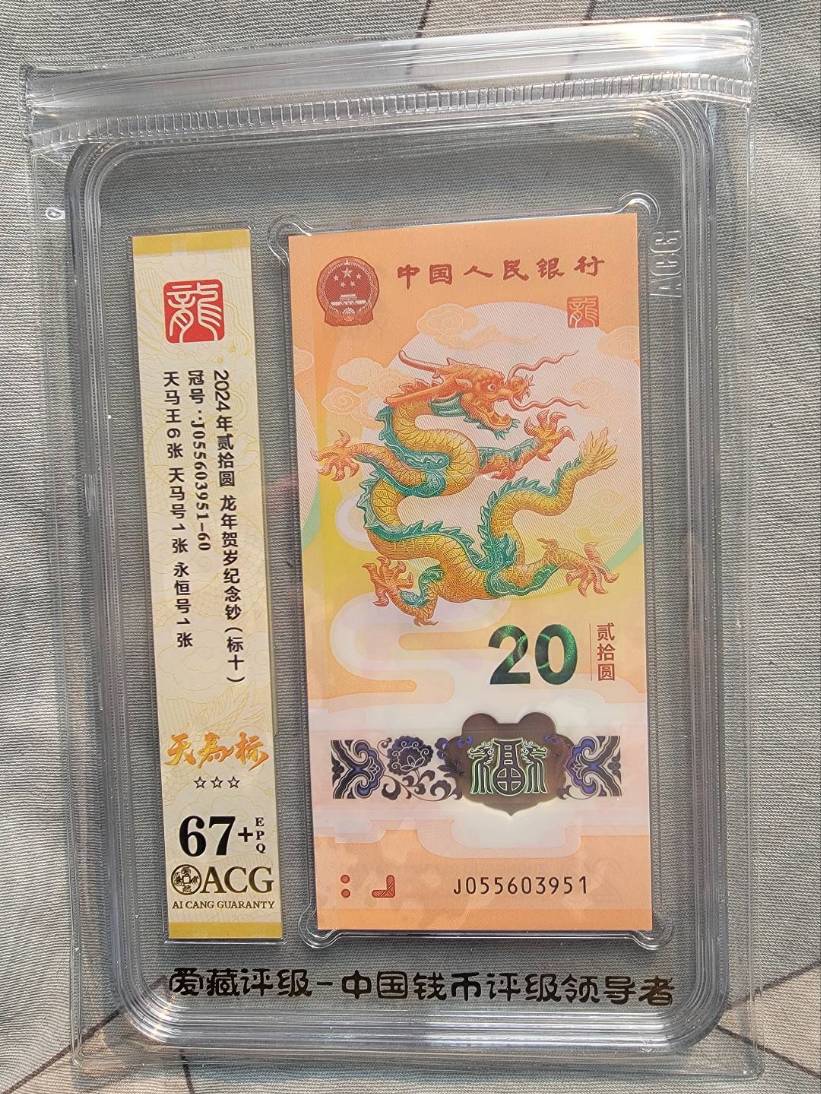 龍
2024年贰拾圆 龙年贺岁纪念钞（标十）
冠号：J055603951-60
天马王6张 天马号1张 永恒号1张
天马标
☆☆☆
67+EPQ
ACG
AI CANG GUARANTY
中国人民银行
龍
20
贰拾圆
福
J055603951
ACG
爱藏评级-中国钱币评级领导者